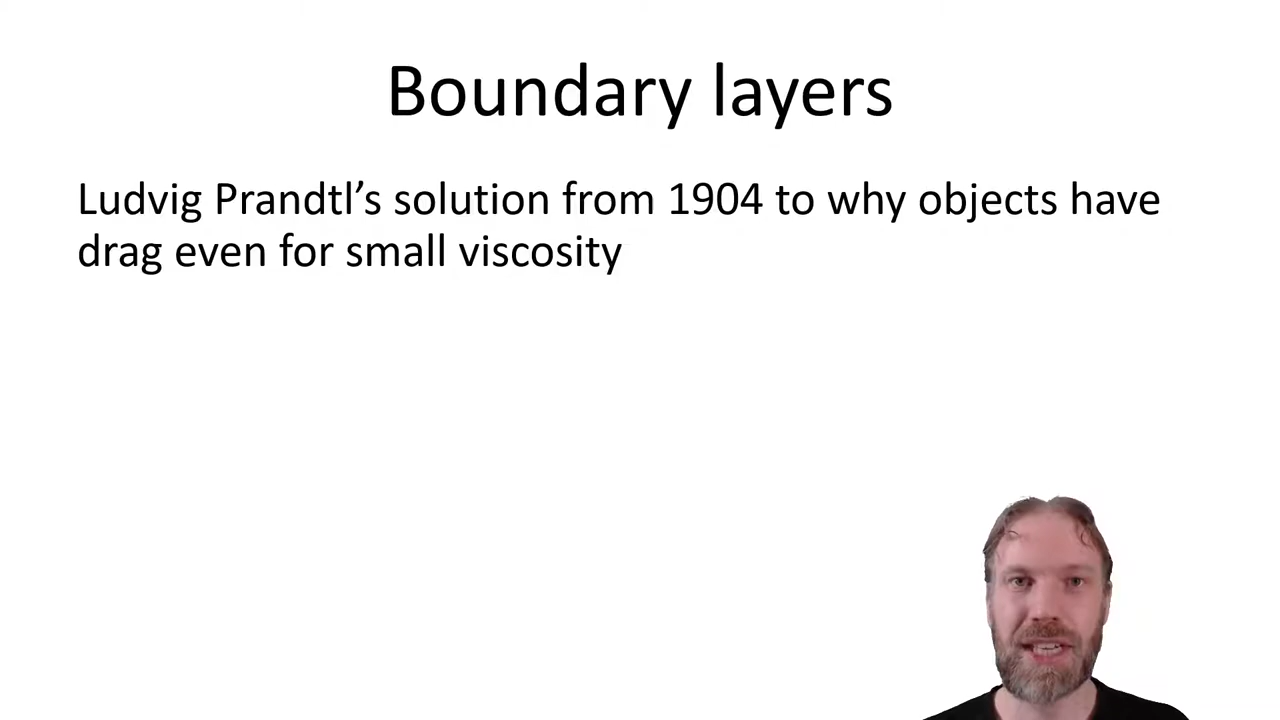 Boundary layers
Ludvig Prandtl’s solution from 1904 to why objects have
drag even for small viscosity